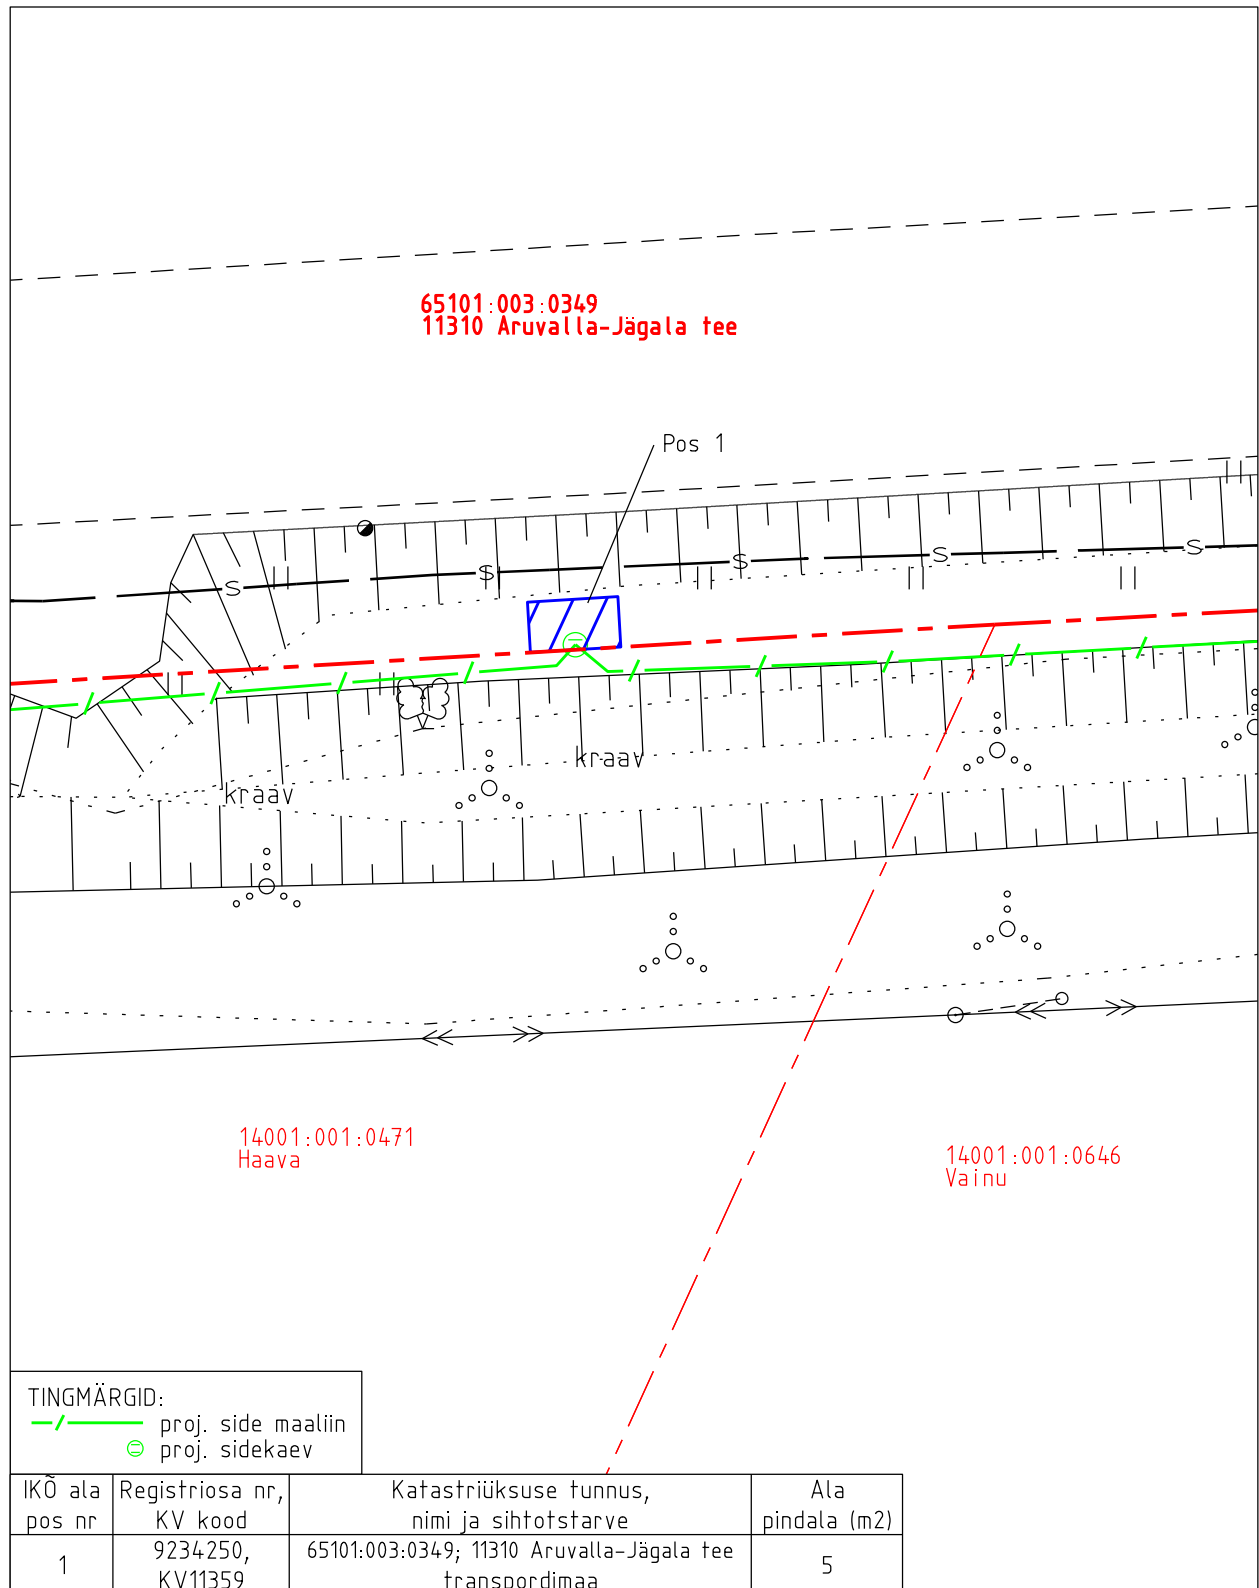 65101:003:0349
11310 Aruvalla-Jägala tee
Pos 1
S
S
S
S
S
kraav
kraav
14001:001:0471
Haava
14001:001:0646
Vainu
TINGMÄRGID:
proj. side maaliin
proj. sidekaev
IKÕ ala
pos nr
Registriosa nr,
KV kood
Katastriüksuse tunnus,
nimi ja sihtotstarve
Ala
pindala (m2)
1
9234250,
KV11359
65101:003:0349; 11310 Aruvalla-Jägala tee
transpordimaa
5